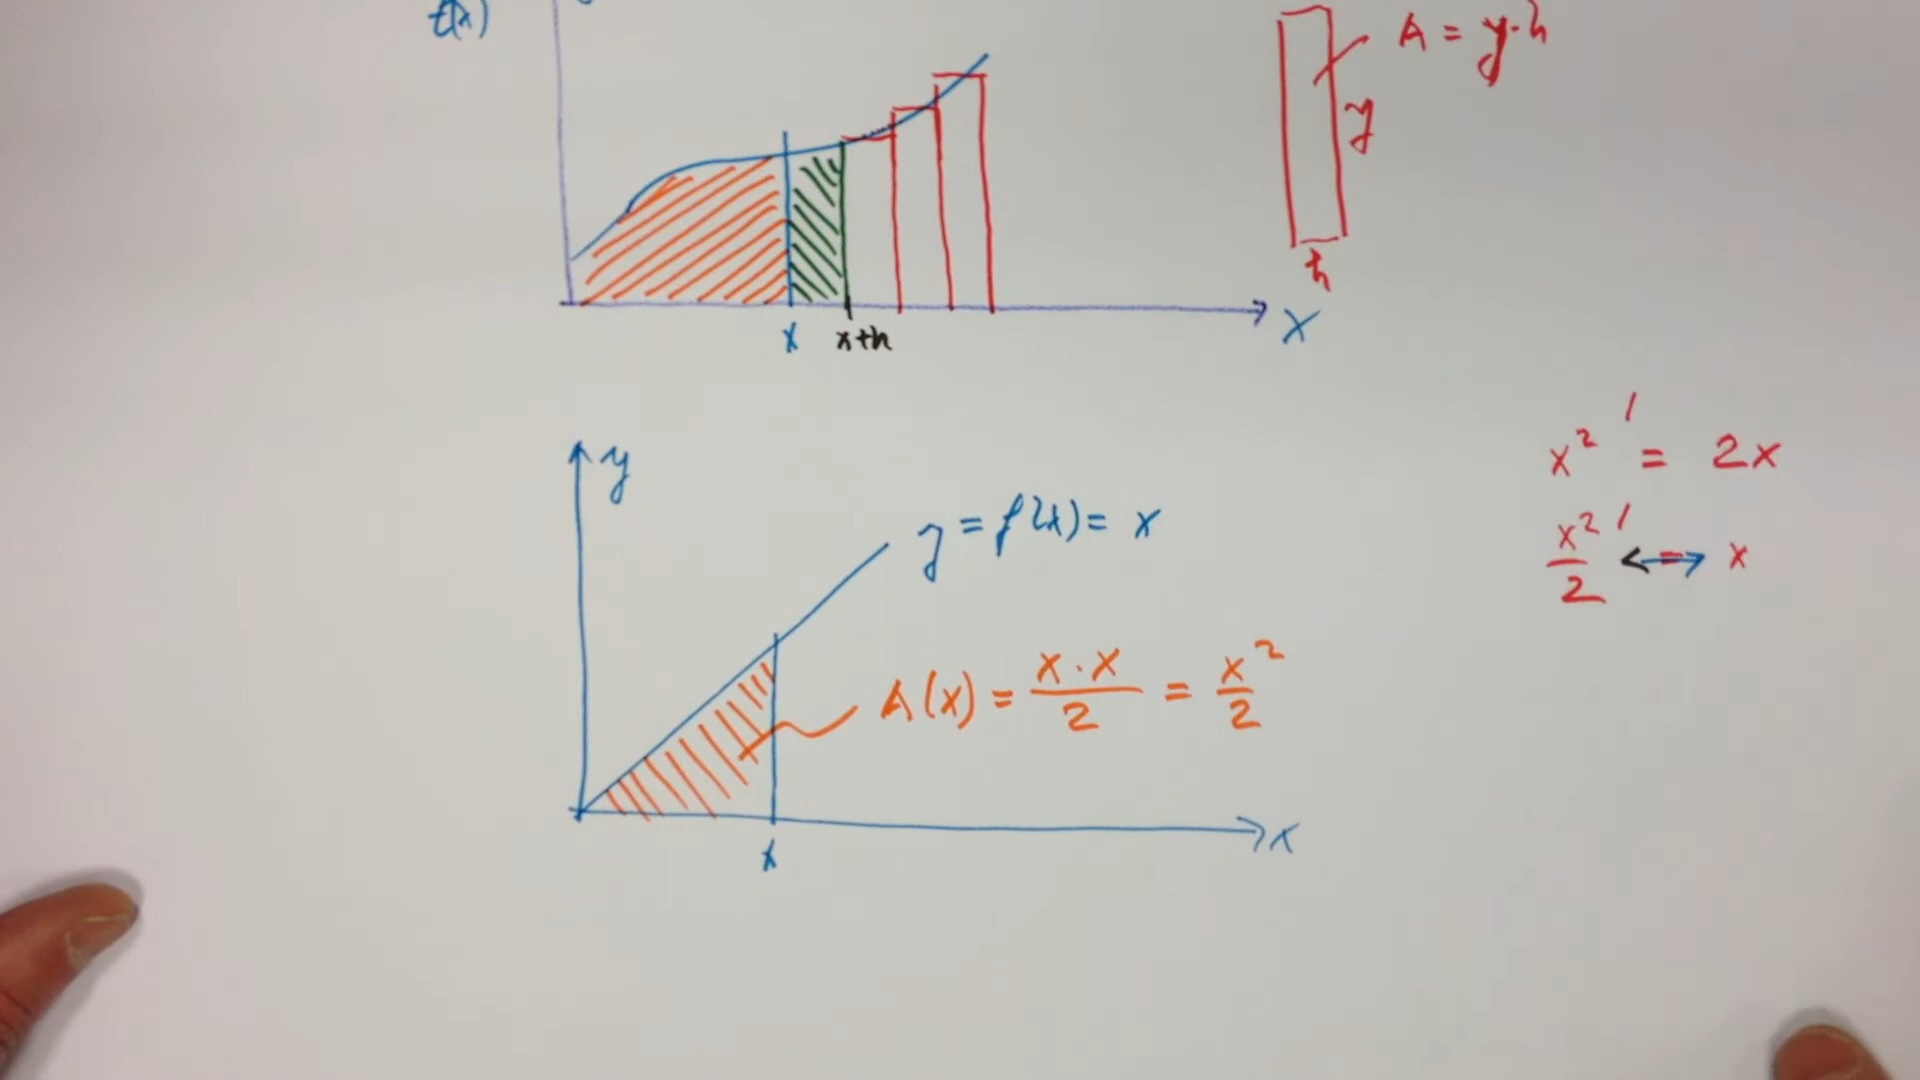 f(x)
A = y·h
y
h
x
x+h
x
x² ' = 2x
y
y = f(x) = x
x²/2 ' = x
A(x) = x·x/2 = x²/2
x
x